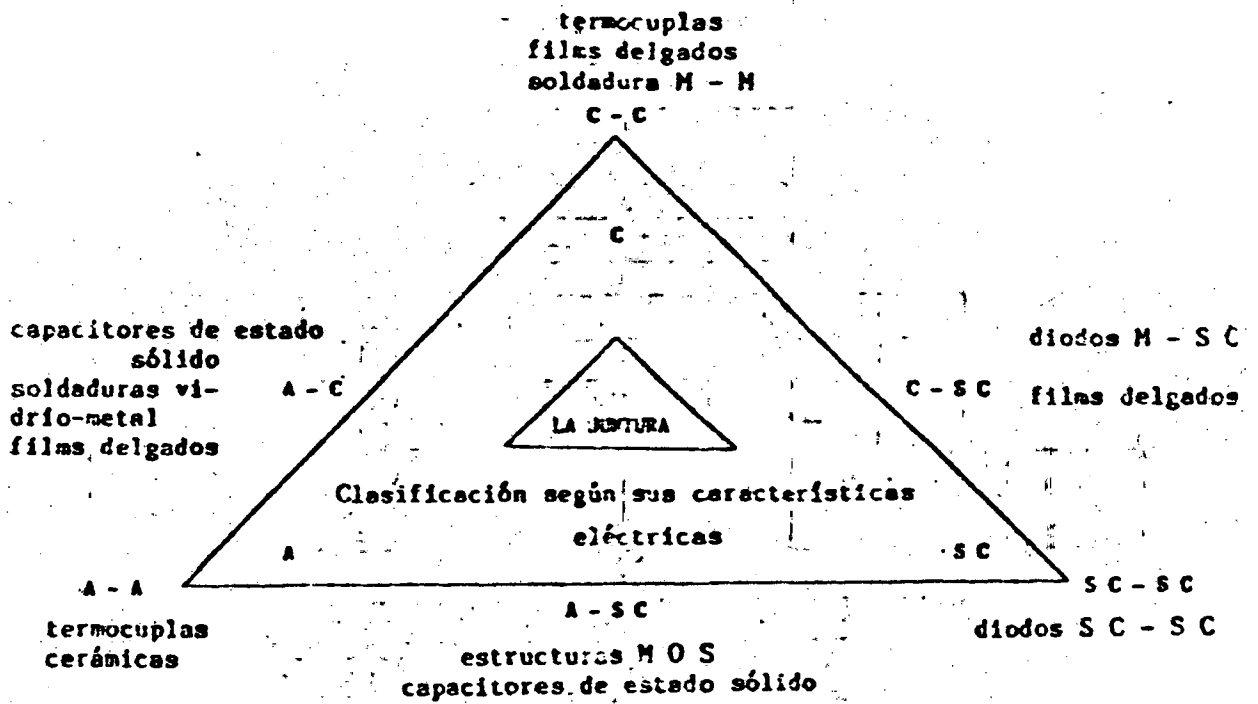 termocuplas
films delgados
soldadura M - M
C - C
C
capacitores de estado
sólido
soldaduras vi-
drio-metal
films delgados
A - C
C - S C
diodos M - S C
films delgados
LA JUNTURA
Clasificación según sus características
eléctricas
A
S C
A - A
termocuplas
cerámicas
A - S C
estructuras M O S
capacitores de estado sólido
S C - S C
diodos S C - S C